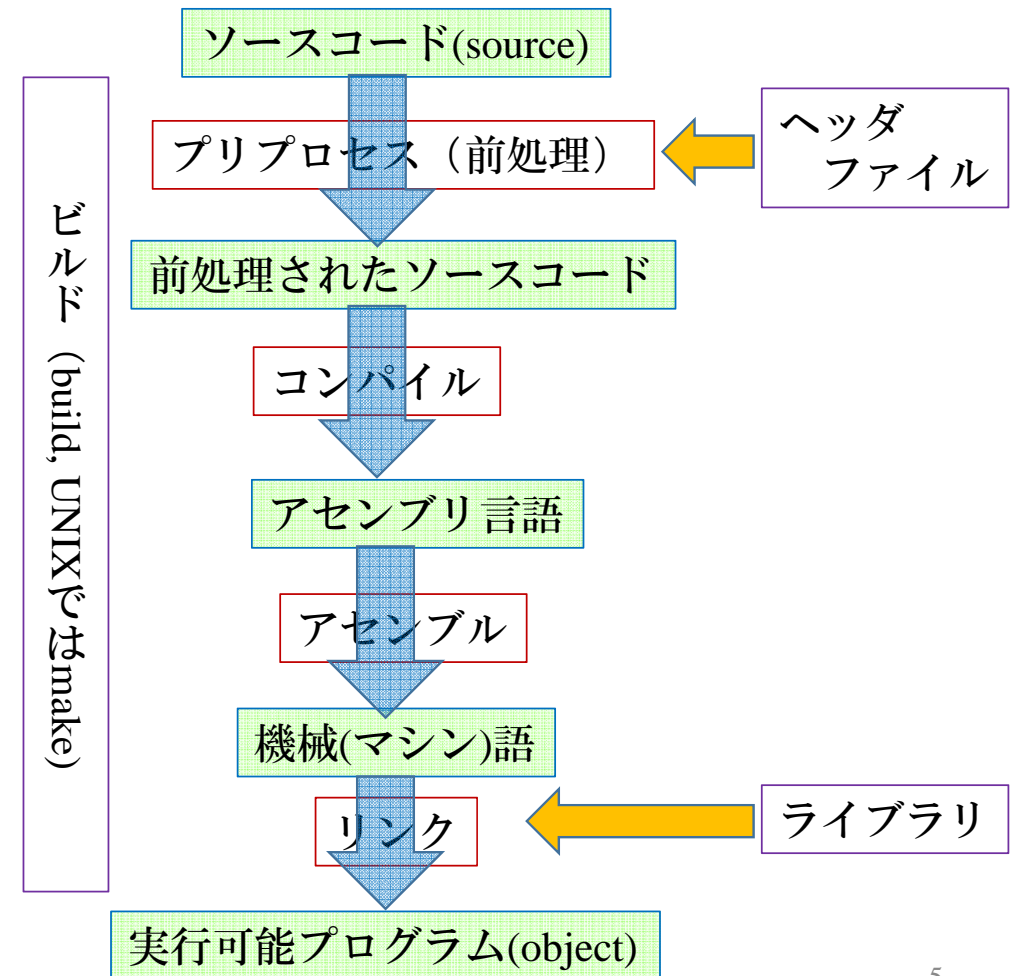 ソースコード(source)
プリプロセス（前処理）
ヘッダ
ファイル
前処理されたソースコード
コンパイル
アセンブリ言語
アセンブル
機械(マシン)語
リンク
ライブラリ
実行可能プログラム(object)
ビルド（build, UNIXではmake）
5